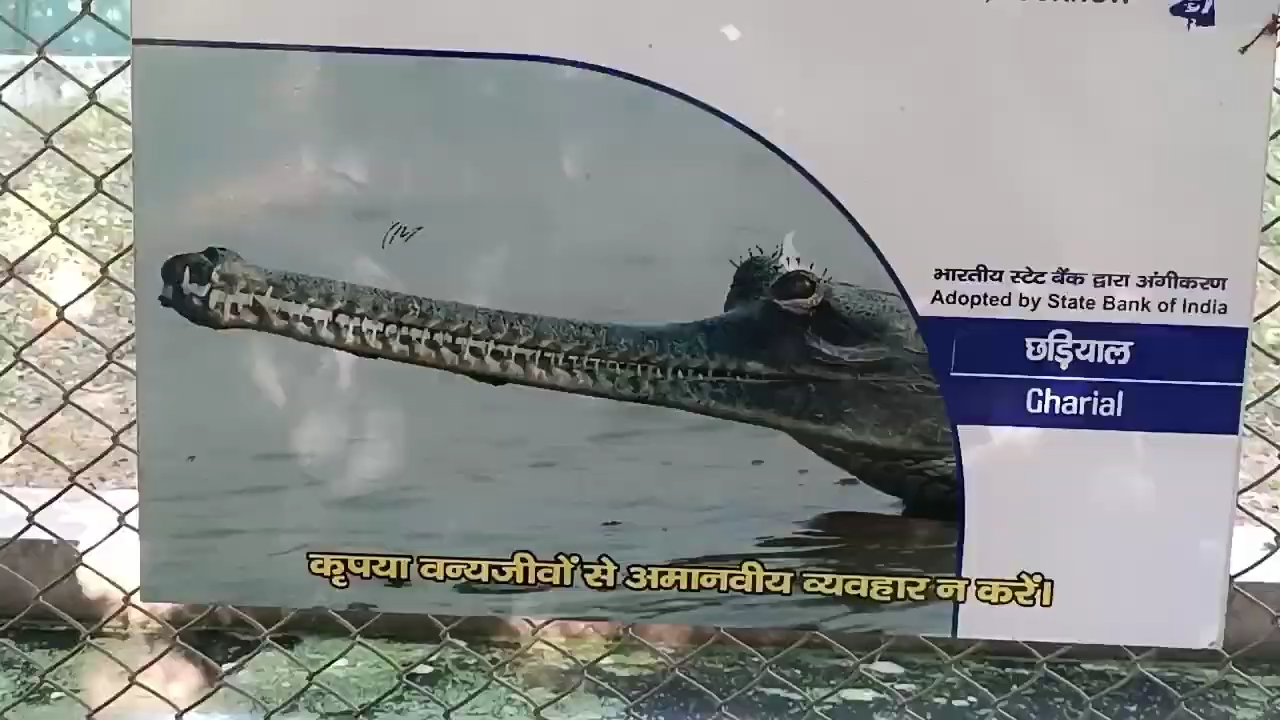 भारतीय स्टेट बैंक द्वारा अंगीकरण
Adopted by State Bank of India
छड़ियाल
Gharial
कृपया वन्यजीवों से अमानवीय व्यवहार न करें।